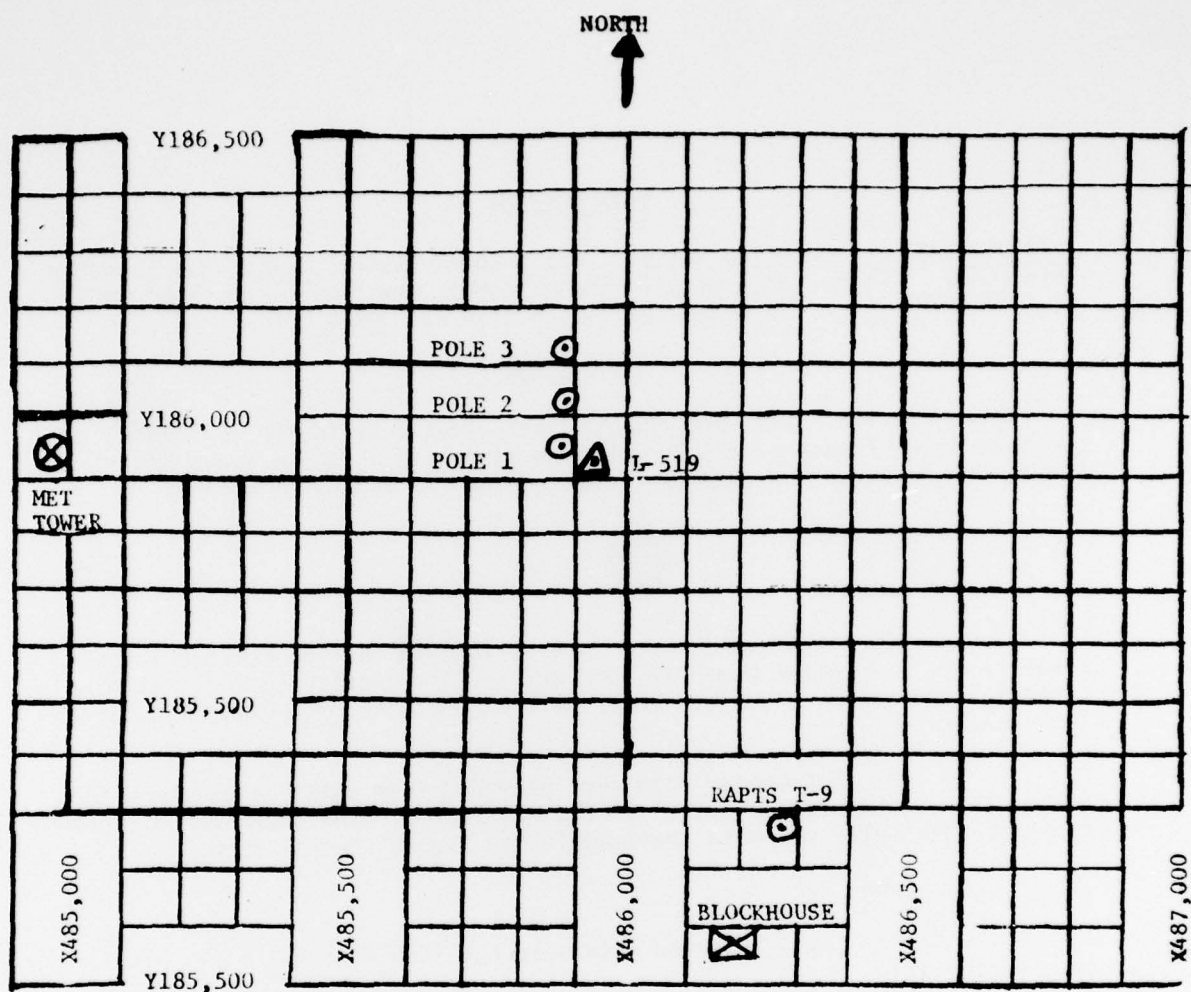 NORTH
Y186,500
POLE 3
POLE 2
Y186,000
POLE 1
L-519
MET
TOWER
Y185,500
RAPTS T-9
X485,000
X485,500
X486,000
BLOCKHOUSE
X486,500
X487,000
Y185,500